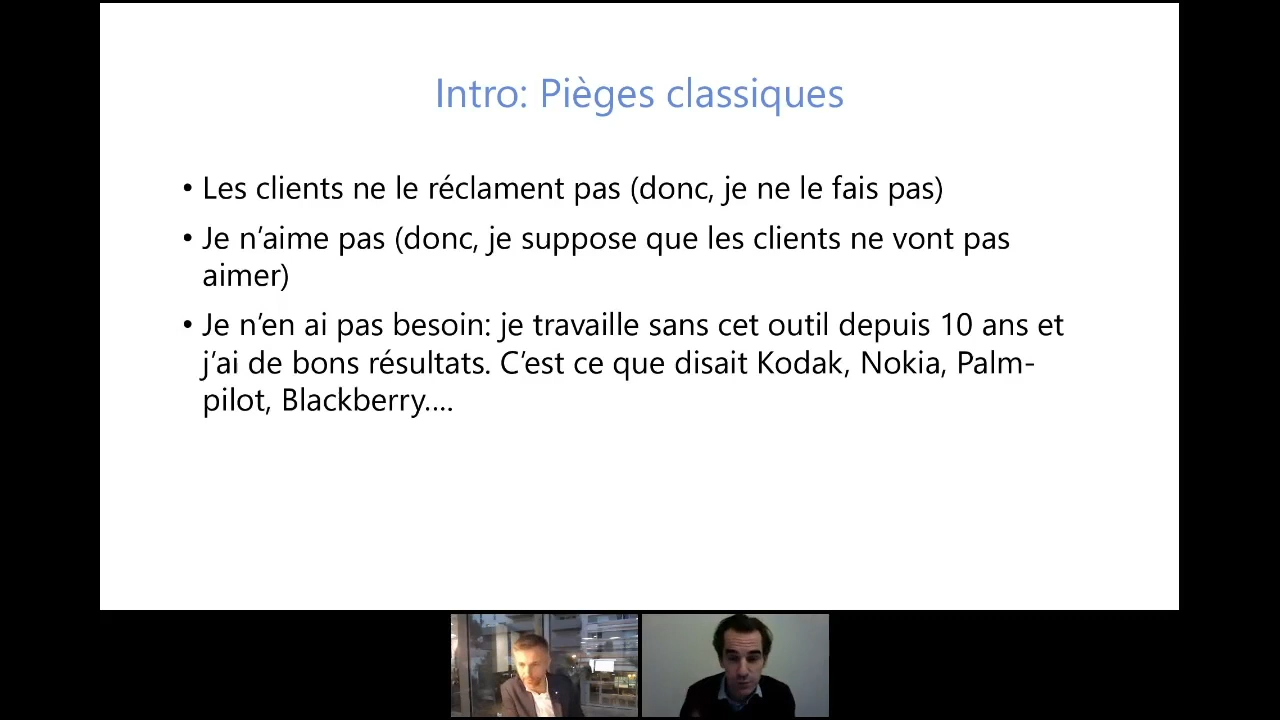 Intro: Pièges classiques
• Les clients ne le réclament pas (donc, je ne le fais pas)
• Je n’aime pas (donc, je suppose que les clients ne vont pas
aimer)
• Je n’en ai pas besoin: je travaille sans cet outil depuis 10 ans et
j’ai de bons résultats. C’est ce que disait Kodak, Nokia, Palm-
pilot, Blackberry....